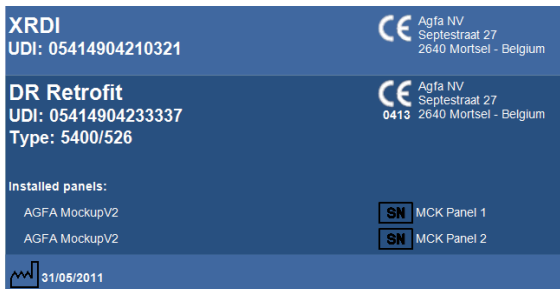 XRDI
UDI: 05414904210321
CE Agfa NV
Septestraat 27
2640 Mortsel - Belgium
DR Retrofit
UDI: 05414904233337
Type: 5400/526
CE Agfa NV
Septestraat 27
0413 2640 Mortsel - Belgium
Installed panels:
AGFA MockupV2 SN MCK Panel 1
AGFA MockupV2 SN MCK Panel 2
31/05/2011